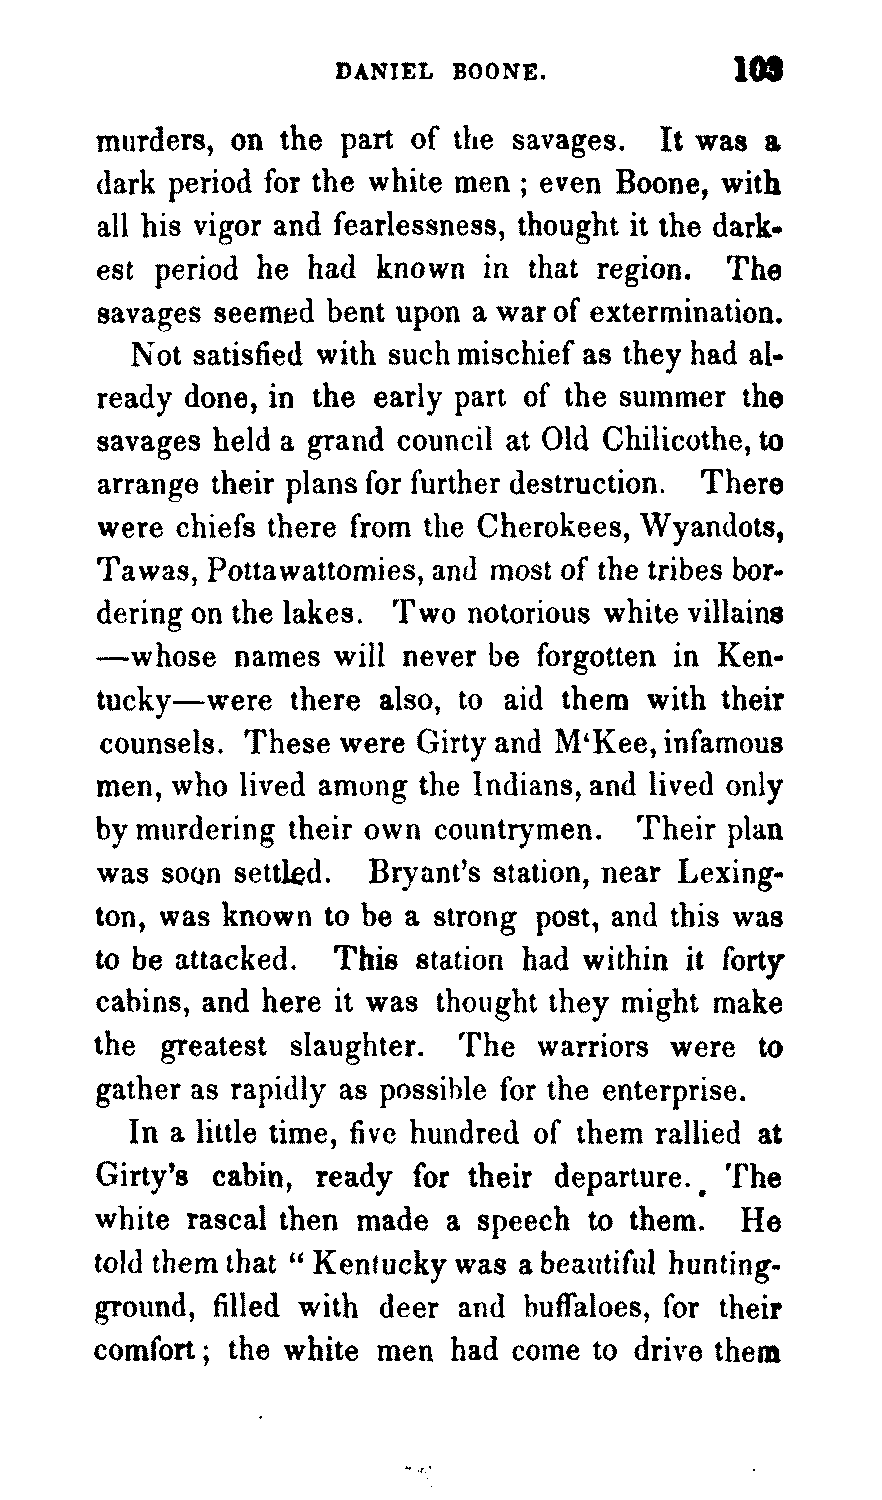 DANIEL BOONE. 103
murders, on the part of the savages. It was a
dark period for the white men ; even Boone, with
all his vigor and fearlessness, thought it the dark-
est period he had known in that region. The
savages seemed bent upon a war of extermination.
Not satisfied with such mischief as they had al-
ready done, in the early part of the summer the
savages held a grand council at Old Chilicothe, to
arrange their plans for further destruction. There
were chiefs there from the Cherokees, Wyandots,
Tawas, Pottawattomies, and most of the tribes bor-
dering on the lakes. Two notorious white villains
—whose names will never be forgotten in Ken-
tucky—were there also, to aid them with their
counsels. These were Girty and M‘Kee, infamous
men, who lived among the Indians, and lived only
by murdering their own countrymen. Their plan
was soon settled. Bryant's station, near Lexing-
ton, was known to be a strong post, and this was
to be attacked. This station had within it forty
cabins, and here it was thought they might make
the greatest slaughter. The warriors were to
gather as rapidly as possible for the enterprise.
In a little time, five hundred of them rallied at
Girty's cabin, ready for their departure. The
white rascal then made a speech to them. He
told them that “ Kentucky was a beautiful hunting-
ground, filled with deer and buffaloes, for their
comfort ; the white men had come to drive them